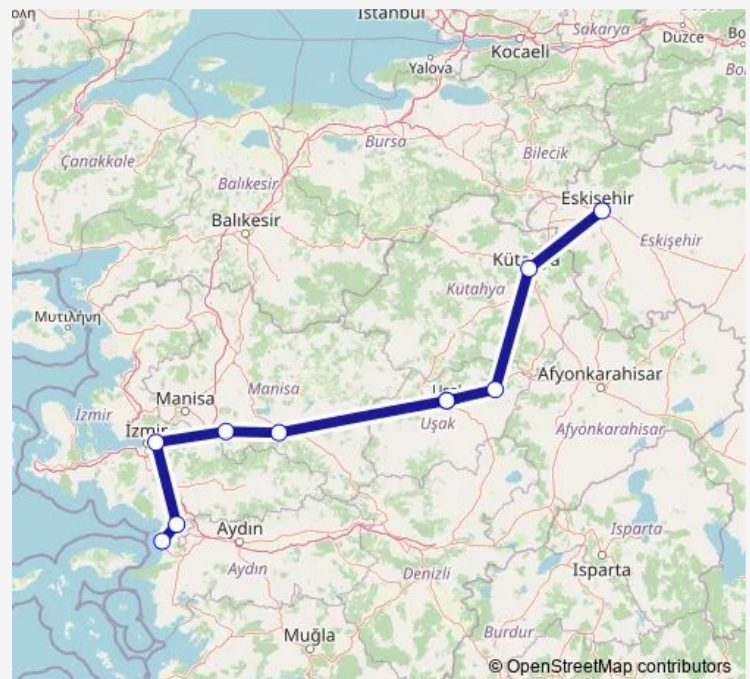 İstanbul
Sakarya
Kocaeli
Düzce
Yalova
Bursa
Bilecik
Çanakkale
Balıkesir
Balıkesir
Eskişehir
Eskişehir
Kütahya
Μυτιλήνη
Manisa
Manisa
Afyonkarahisar
İzmir
İzmir
Uşak
Afyonkarahisar
Aydın
Aydın
Denizli
Isparta
Isparta
Muğla
Burdur
© OpenStreetMap contributors